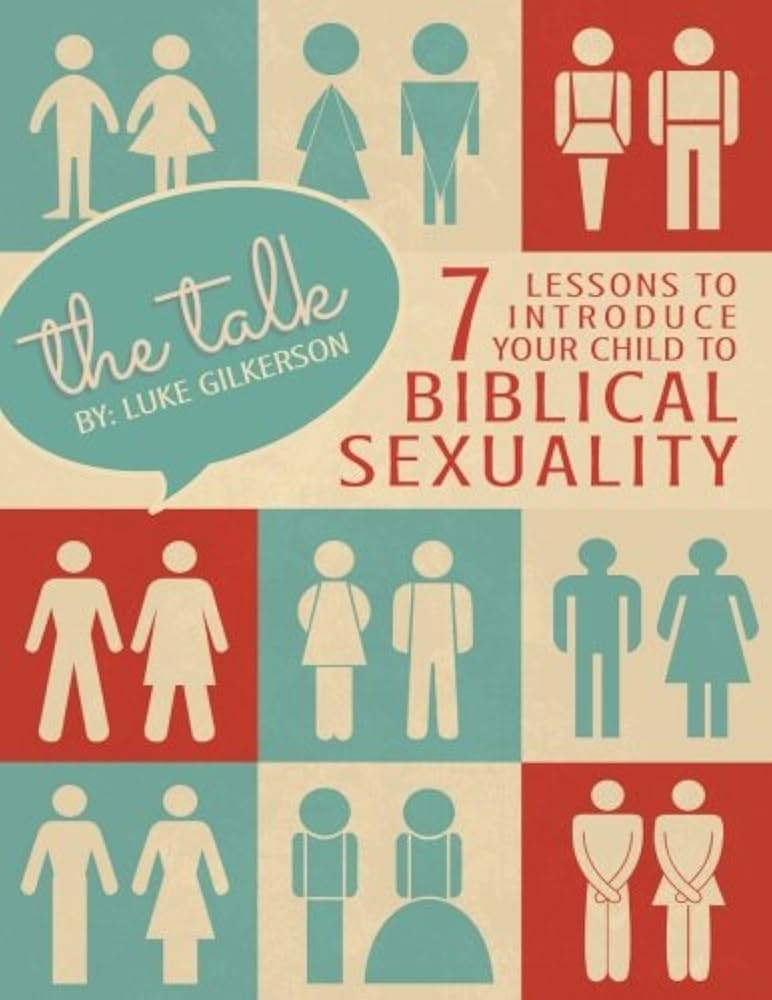 the talk
BY: LUKE GILKERSON
7 LESSONS TO
INTRODUCE
YOUR CHILD TO
BIBLICAL
SEXUALITY